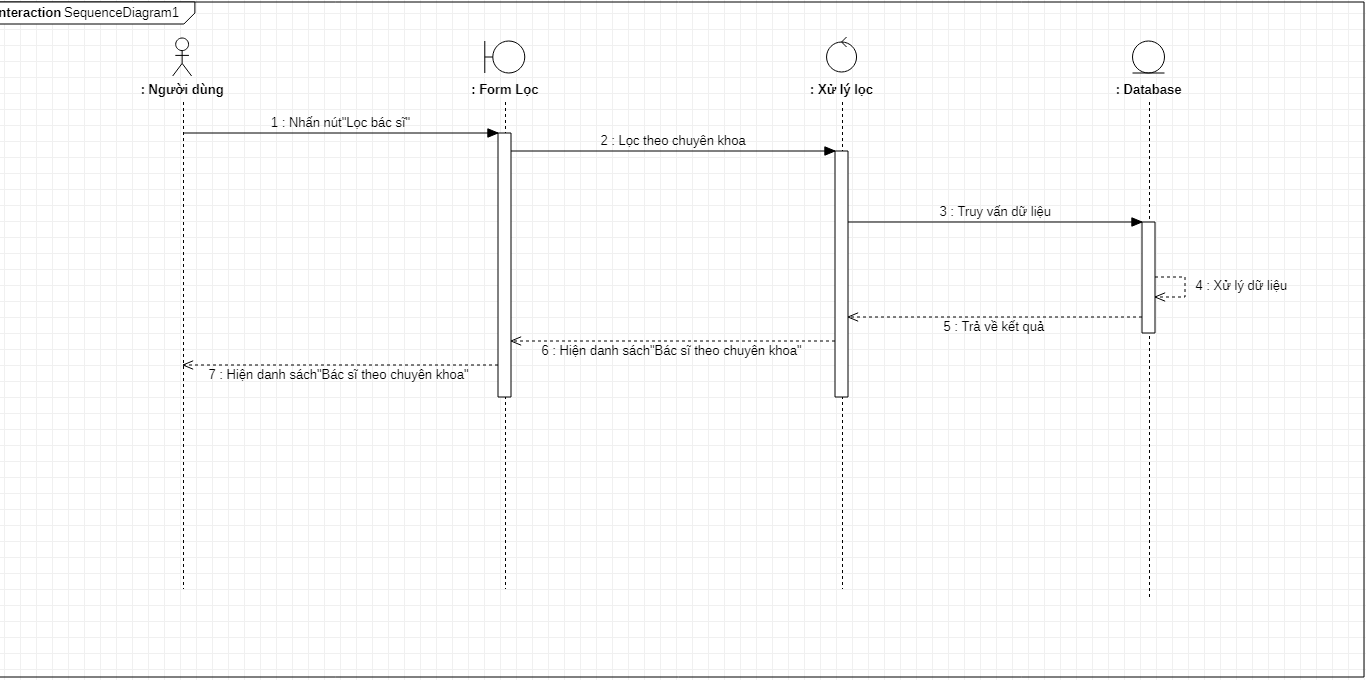 nteraction SequenceDiagram1
: Người dùng
: Form Lọc
: Xử lý lọc
: Database
1 : Nhấn nút"Lọc bác sĩ"
2 : Lọc theo chuyên khoa
3 : Truy vấn dữ liệu
4 : Xử lý dữ liệu
5 : Trả về kết quả
6 : Hiện danh sách"Bác sĩ theo chuyên khoa"
7 : Hiện danh sách"Bác sĩ theo chuyên khoa"